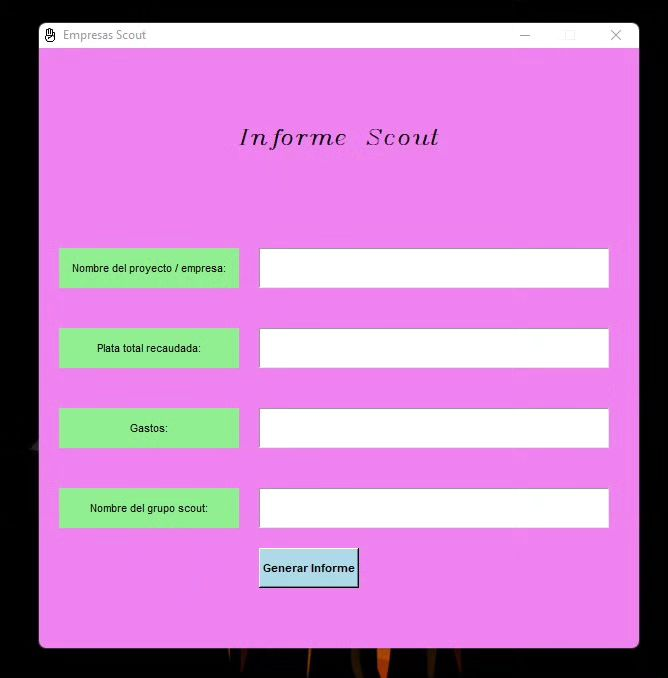 Empresas Scout
Informe Scout
Nombre del proyecto / empresa:
Plata total recaudada:
Gastos:
Nombre del grupo scout:
Generar Informe